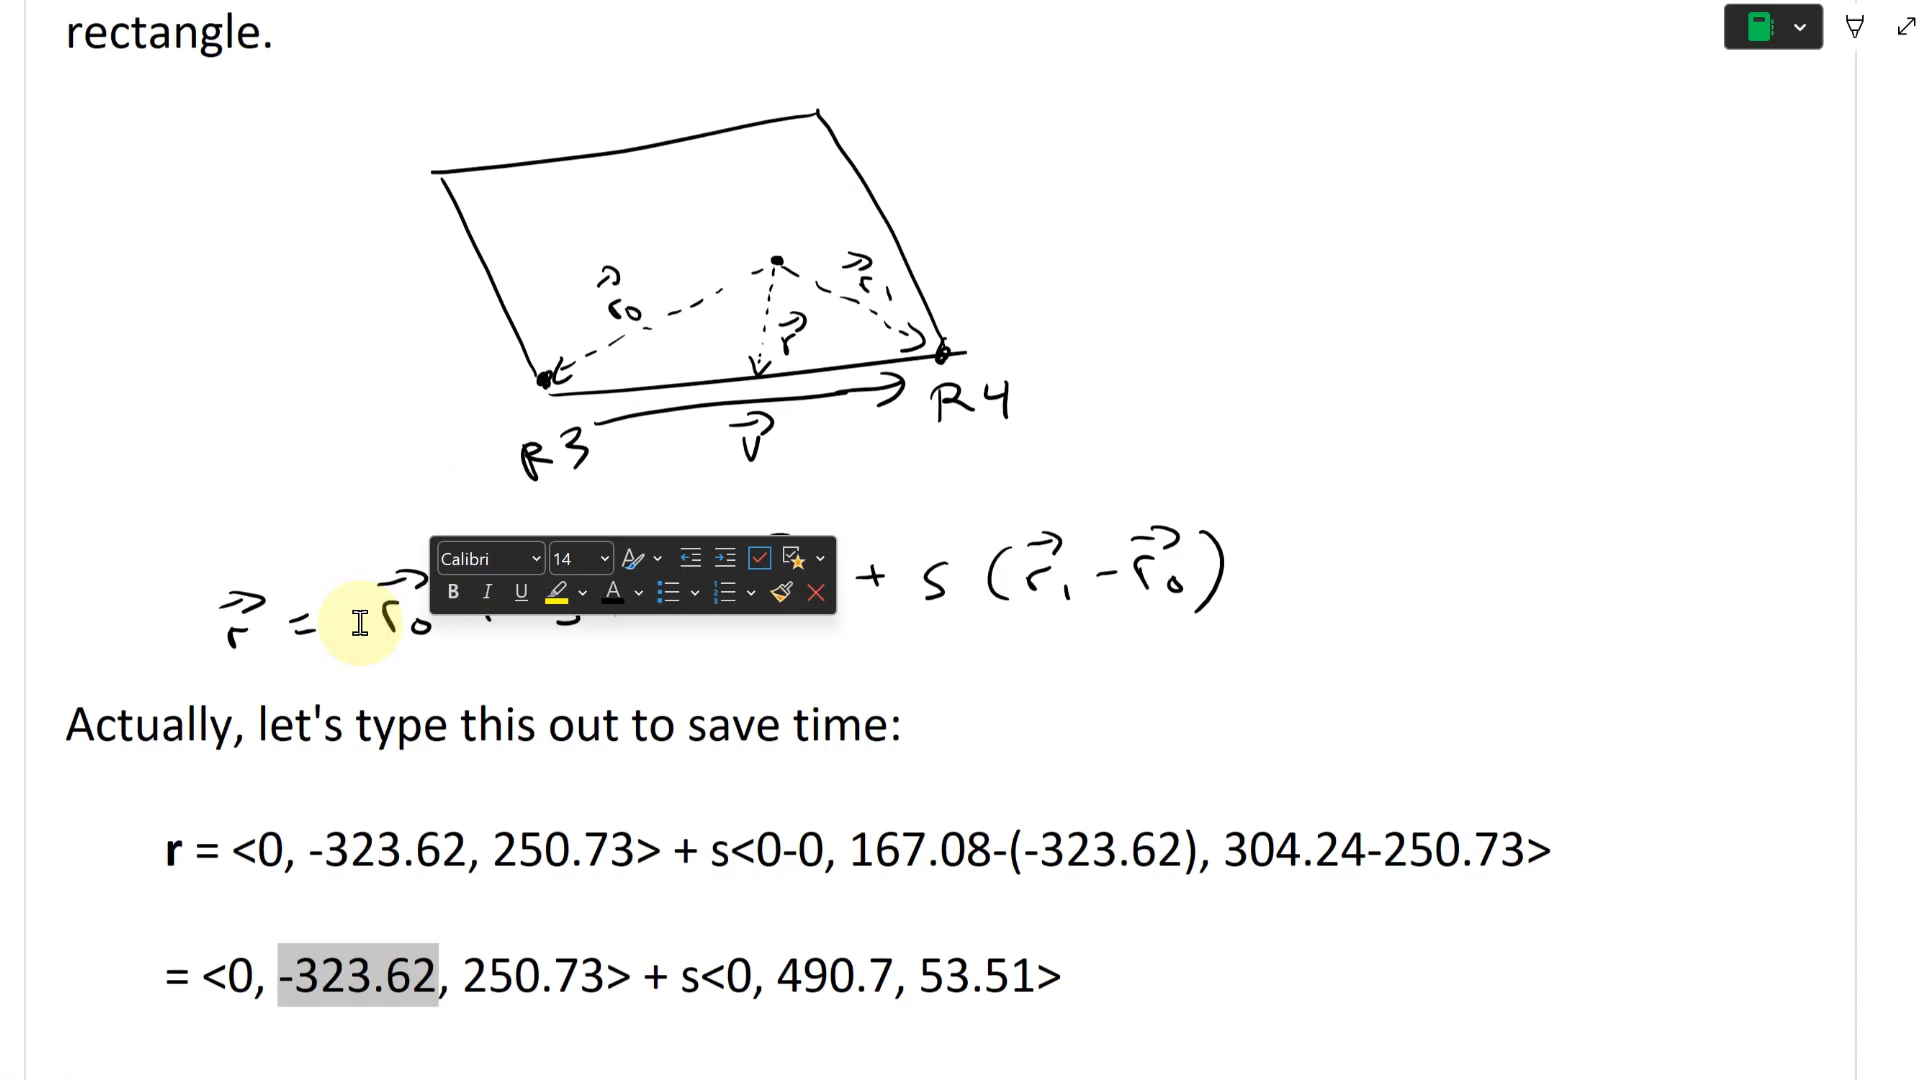 rectangle.
r₀
r₁
r
R3
v
R4
Calibri 14
B I U A
r = r₀ + s (r₁ - r₀)
Actually, let's type this out to save time:
r = <0, -323.62, 250.73> + s<0-0, 167.08-(-323.62), 304.24-250.73>
= <0, -323.62, 250.73> + s<0, 490.7, 53.51>